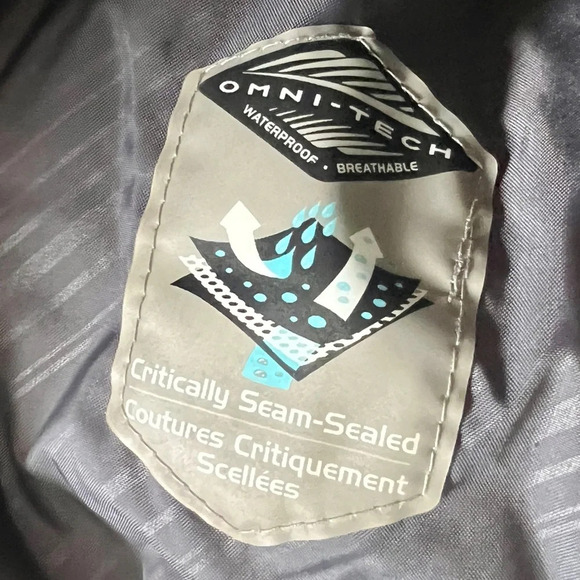 OMNI-TECH
WATERPROOF • BREATHABLE
Critically Seam-Sealed
Coutures Critiquement
Scellées